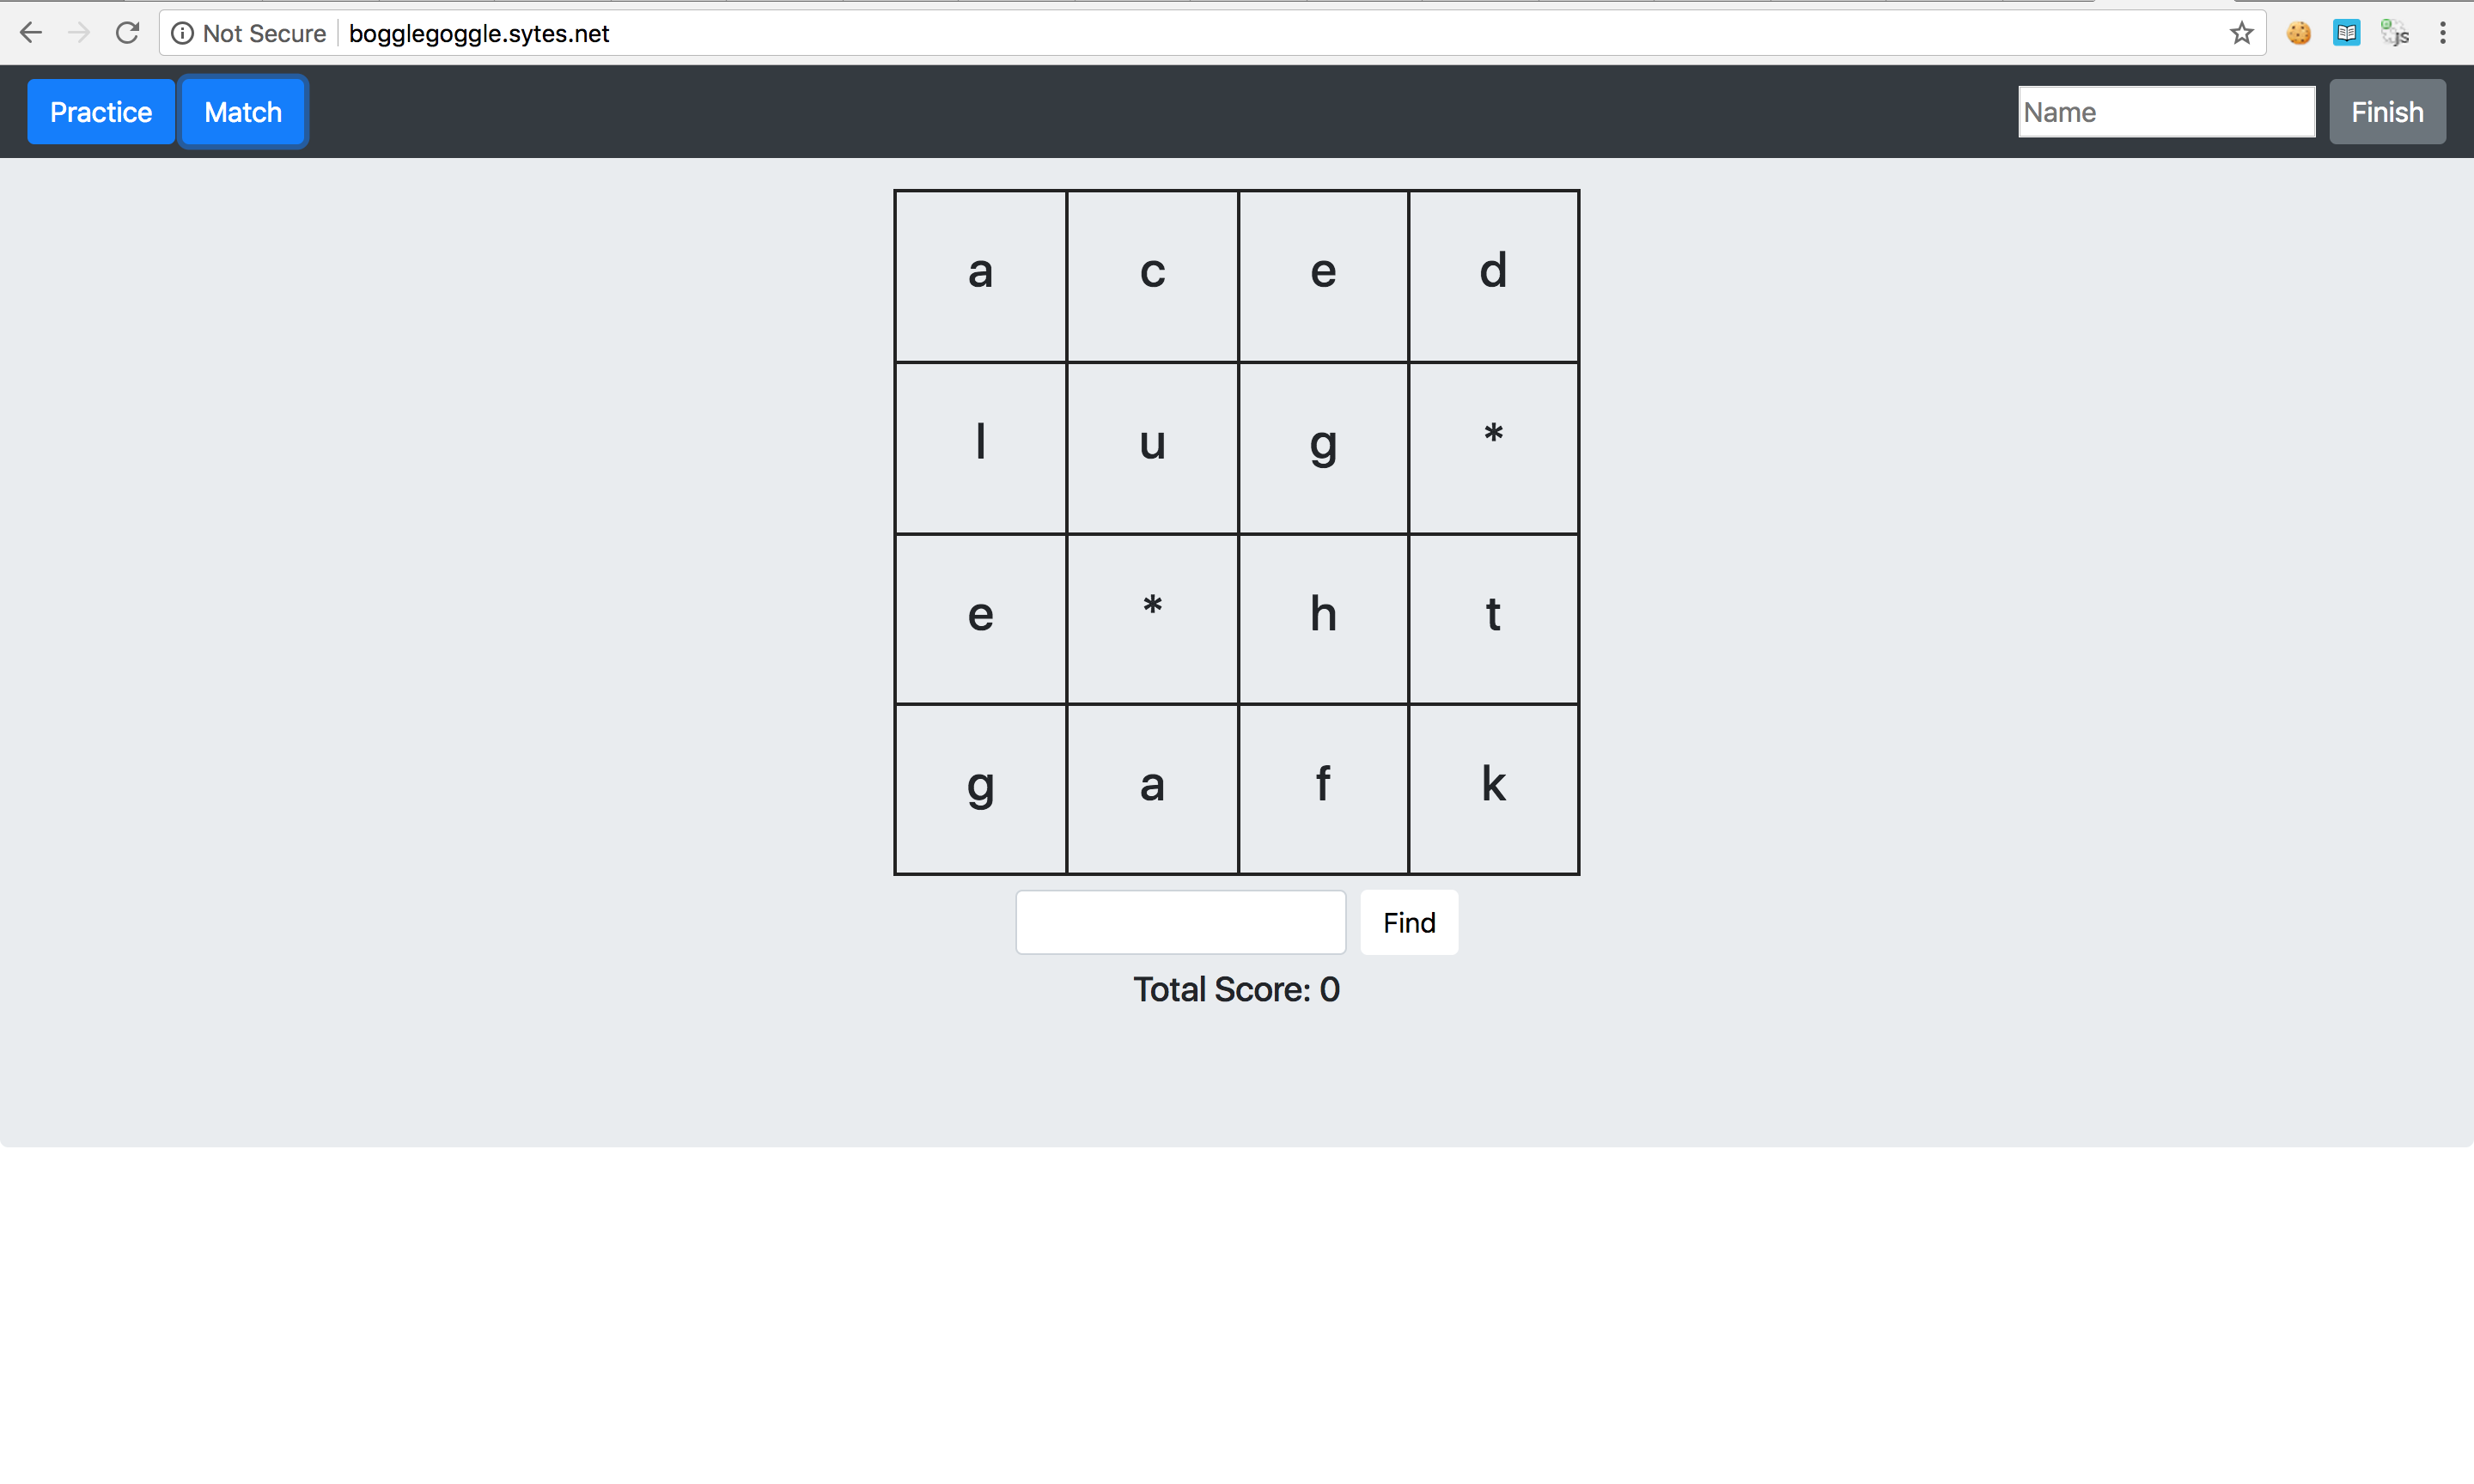 Not Secure bogglegoggle.sytes.net
Practice Match Name Finish
a c e d
l u g *
e * h t
g a f k
Find
Total Score: 0